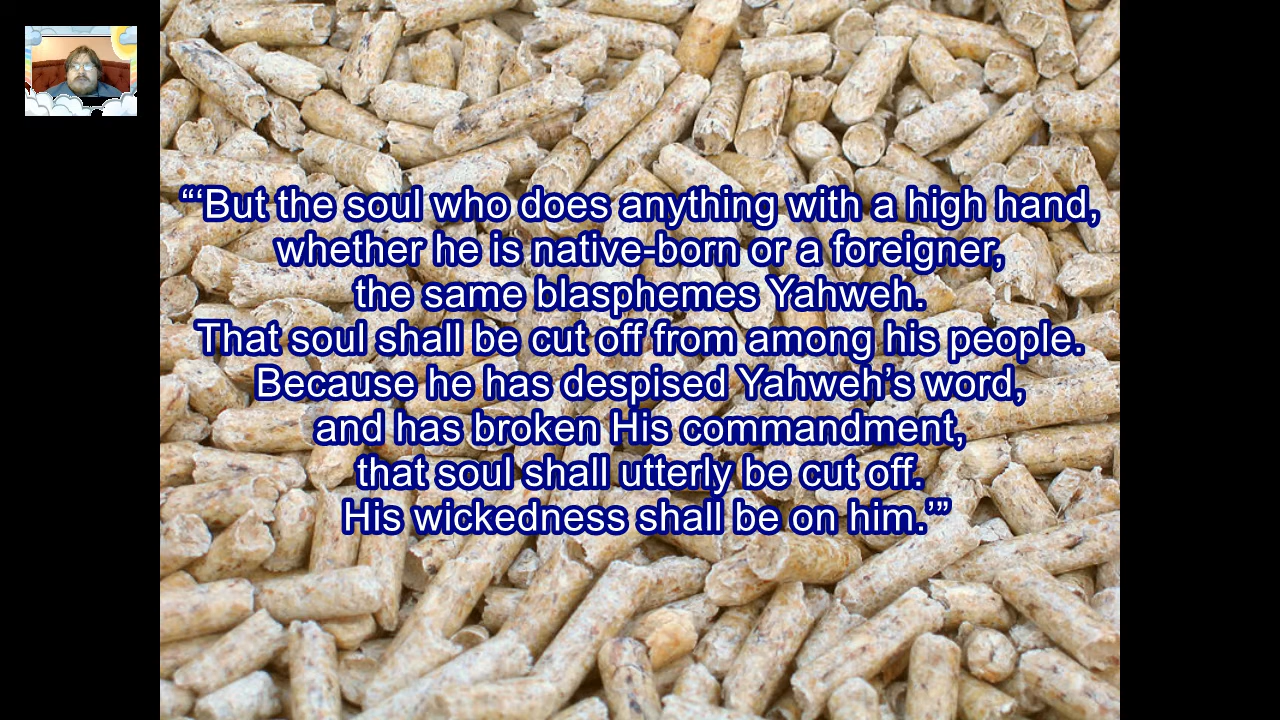 “‘But the soul who does anything with a high hand,
whether he is native-born or a foreigner,
the same blasphemes Yahweh.
That soul shall be cut off from among his people.
Because he has despised Yahweh’s word,
and has broken His commandment,
that soul shall utterly be cut off.
His wickedness shall be on him.’”